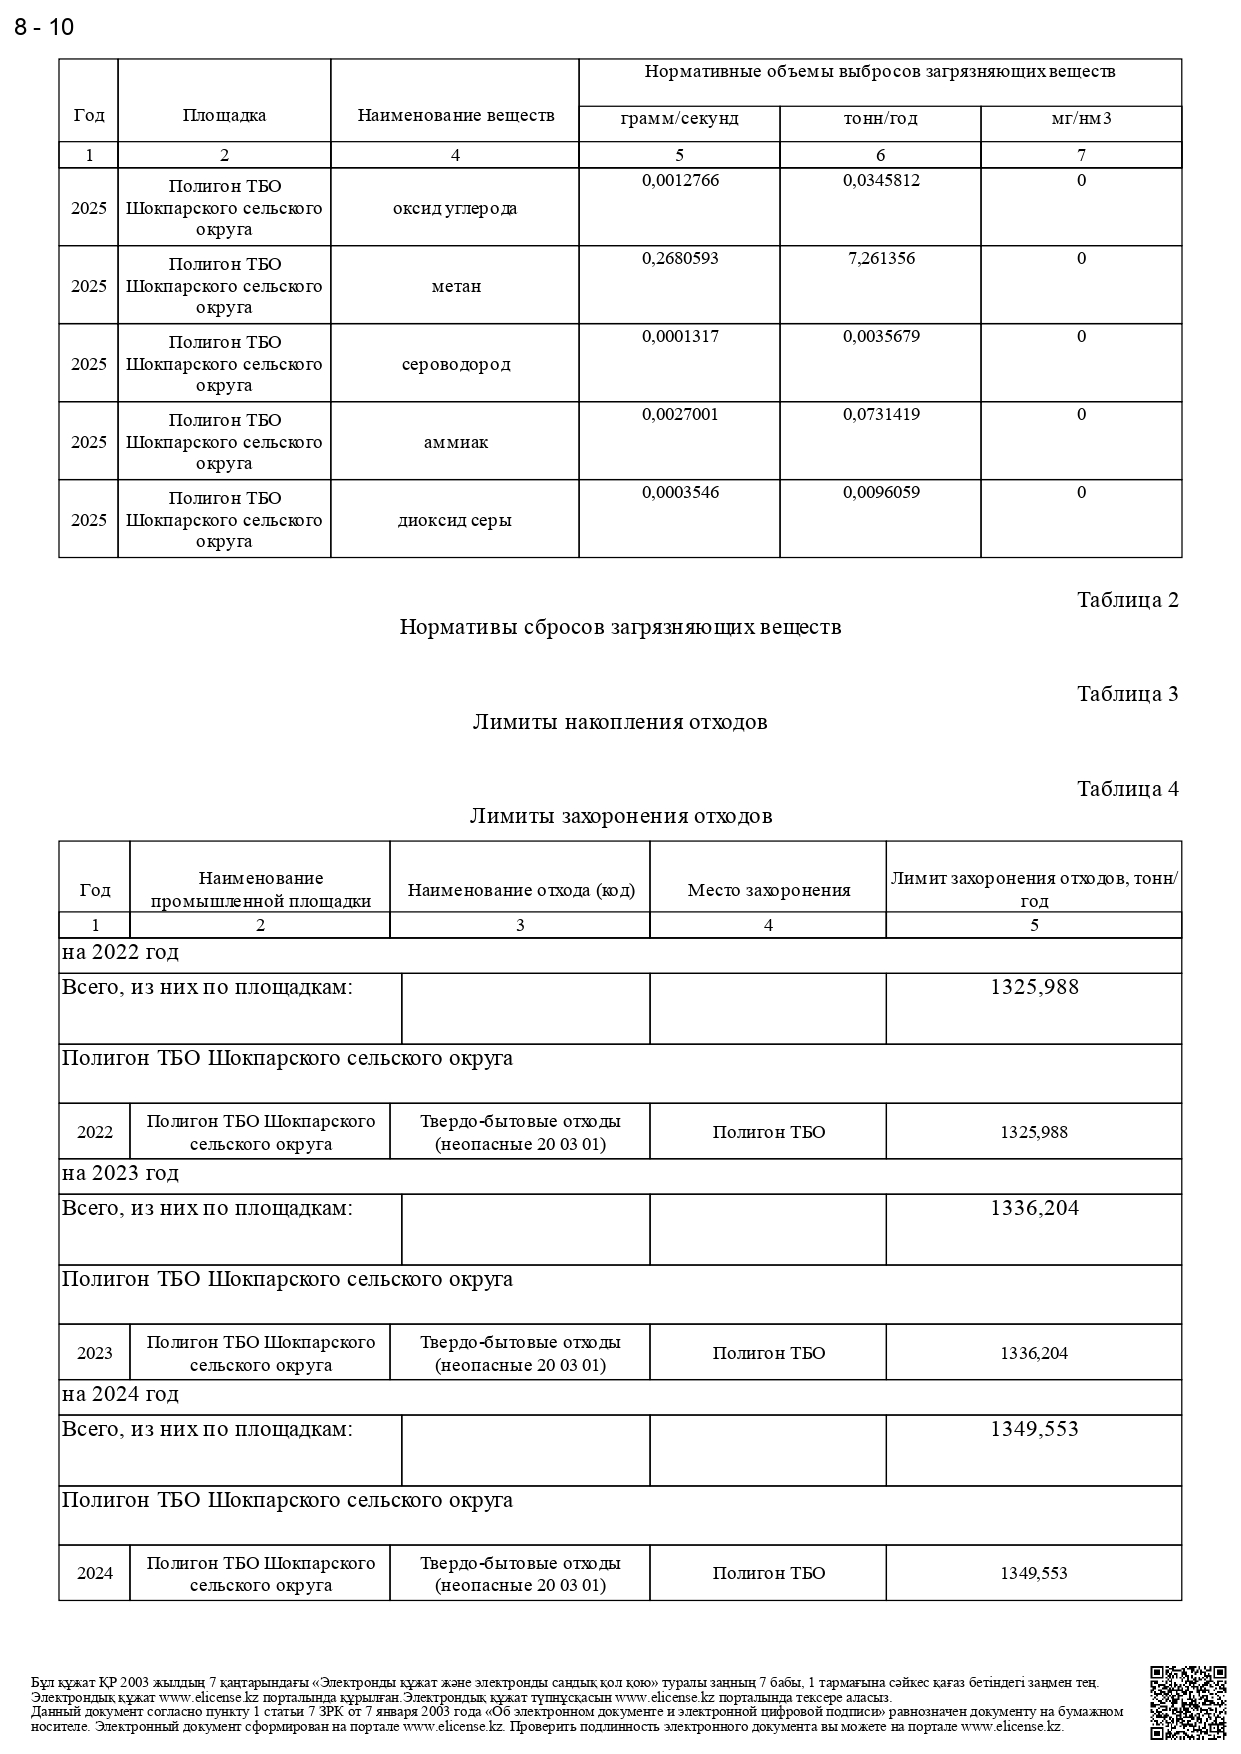 8 - 10
Нормативные объемы выбросов загрязняющих веществ
Год
Площадка
Наименование веществ
грамм/секунд
тонн/год
мг/нм3
1
2
4
5
6
7
2025
Полигон ТБО
Шокпарского сельского
округа
оксид углерода
0,0012766
0,0345812
0
2025
Полигон ТБО
Шокпарского сельского
округа
метан
0,2680593
7,261356
0
2025
Полигон ТБО
Шокпарского сельского
округа
сероводород
0,0001317
0,0035679
0
2025
Полигон ТБО
Шокпарского сельского
округа
аммиак
0,0027001
0,0731419
0
2025
Полигон ТБО
Шокпарского сельского
округа
диоксид серы
0,0003546
0,0096059
0
Таблица 2
Нормативы сбросов загрязняющих веществ
Таблица 3
Лимиты накопления отходов
Таблица 4
Лимиты захоронения отходов
Год
Наименование
промышленной площадки
Наименование отхода (код)
Место захоронения
Лимит захоронения отходов, тонн/
год
1
2
3
4
5
на 2022 год
Всего, из них по площадкам:
1325,988
Полигон ТБО Шокпарского сельского округа
2022
Полигон ТБО Шокпарского
сельского округа
Твердо-бытовые отходы
(неопасные 20 03 01)
Полигон ТБО
1325,988
на 2023 год
Всего, из них по площадкам:
1336,204
Полигон ТБО Шокпарского сельского округа
2023
Полигон ТБО Шокпарского
сельского округа
Твердо-бытовые отходы
(неопасные 20 03 01)
Полигон ТБО
1336,204
на 2024 год
Всего, из них по площадкам:
1349,553
Полигон ТБО Шокпарского сельского округа
2024
Полигон ТБО Шокпарского
сельского округа
Твердо-бытовые отходы
(неопасные 20 03 01)
Полигон ТБО
1349,553
Бұл құжат ҚР 2003 жылдың 7 қаңтарындағы «Электронды құжат және электронды сандық қол қою» туралы заңның 7 бабы, 1 тармағына сәйкес қағаз бетіндегі заңмен тең.
Электрондық құжат www.elicense.kz порталында құрылған.Электрондық құжат түпнұсқасын www.elicense.kz порталында тексере аласыз.
Данный документ согласно пункту 1 статьи 7 ЗРК от 7 января 2003 года «Об электронном документе и электронной цифровой подписи» равнозначен документу на бумажном
носителе. Электронный документ сформирован на портале www.elicense.kz. Проверить подлинность электронного документа вы можете на портале www.elicense.kz.